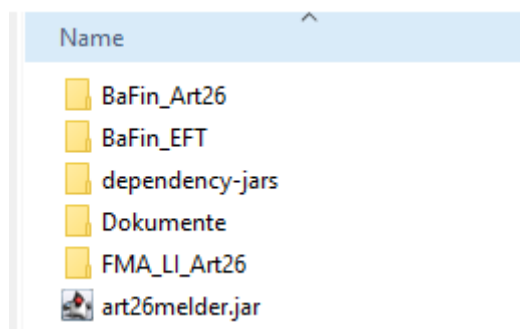 Name
BaFin_Art26
BaFin_EFT
dependency-jars
Dokumente
FMA_LI_Art26
art26melder.jar